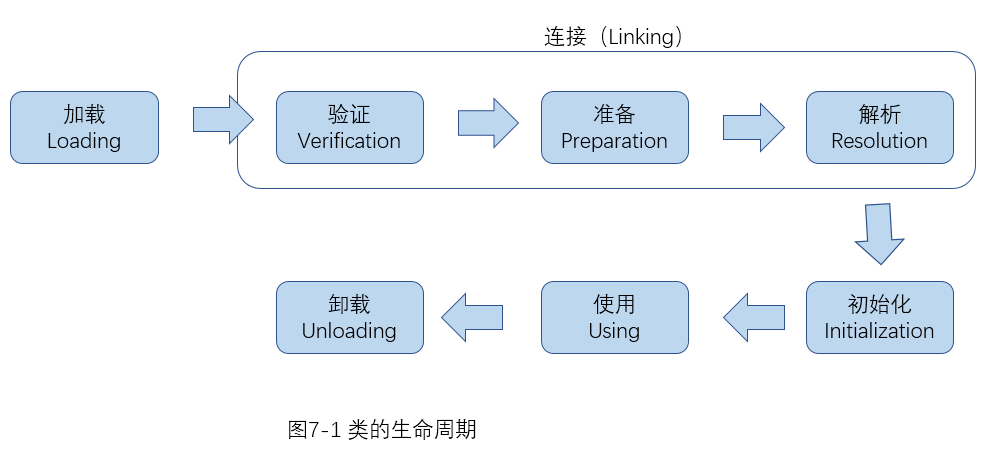 连接（Linking）
加载
Loading
验证
Verification
准备
Preparation
解析
Resolution
初始化
Initialization
使用
Using
卸载
Unloading
图7-1 类的生命周期